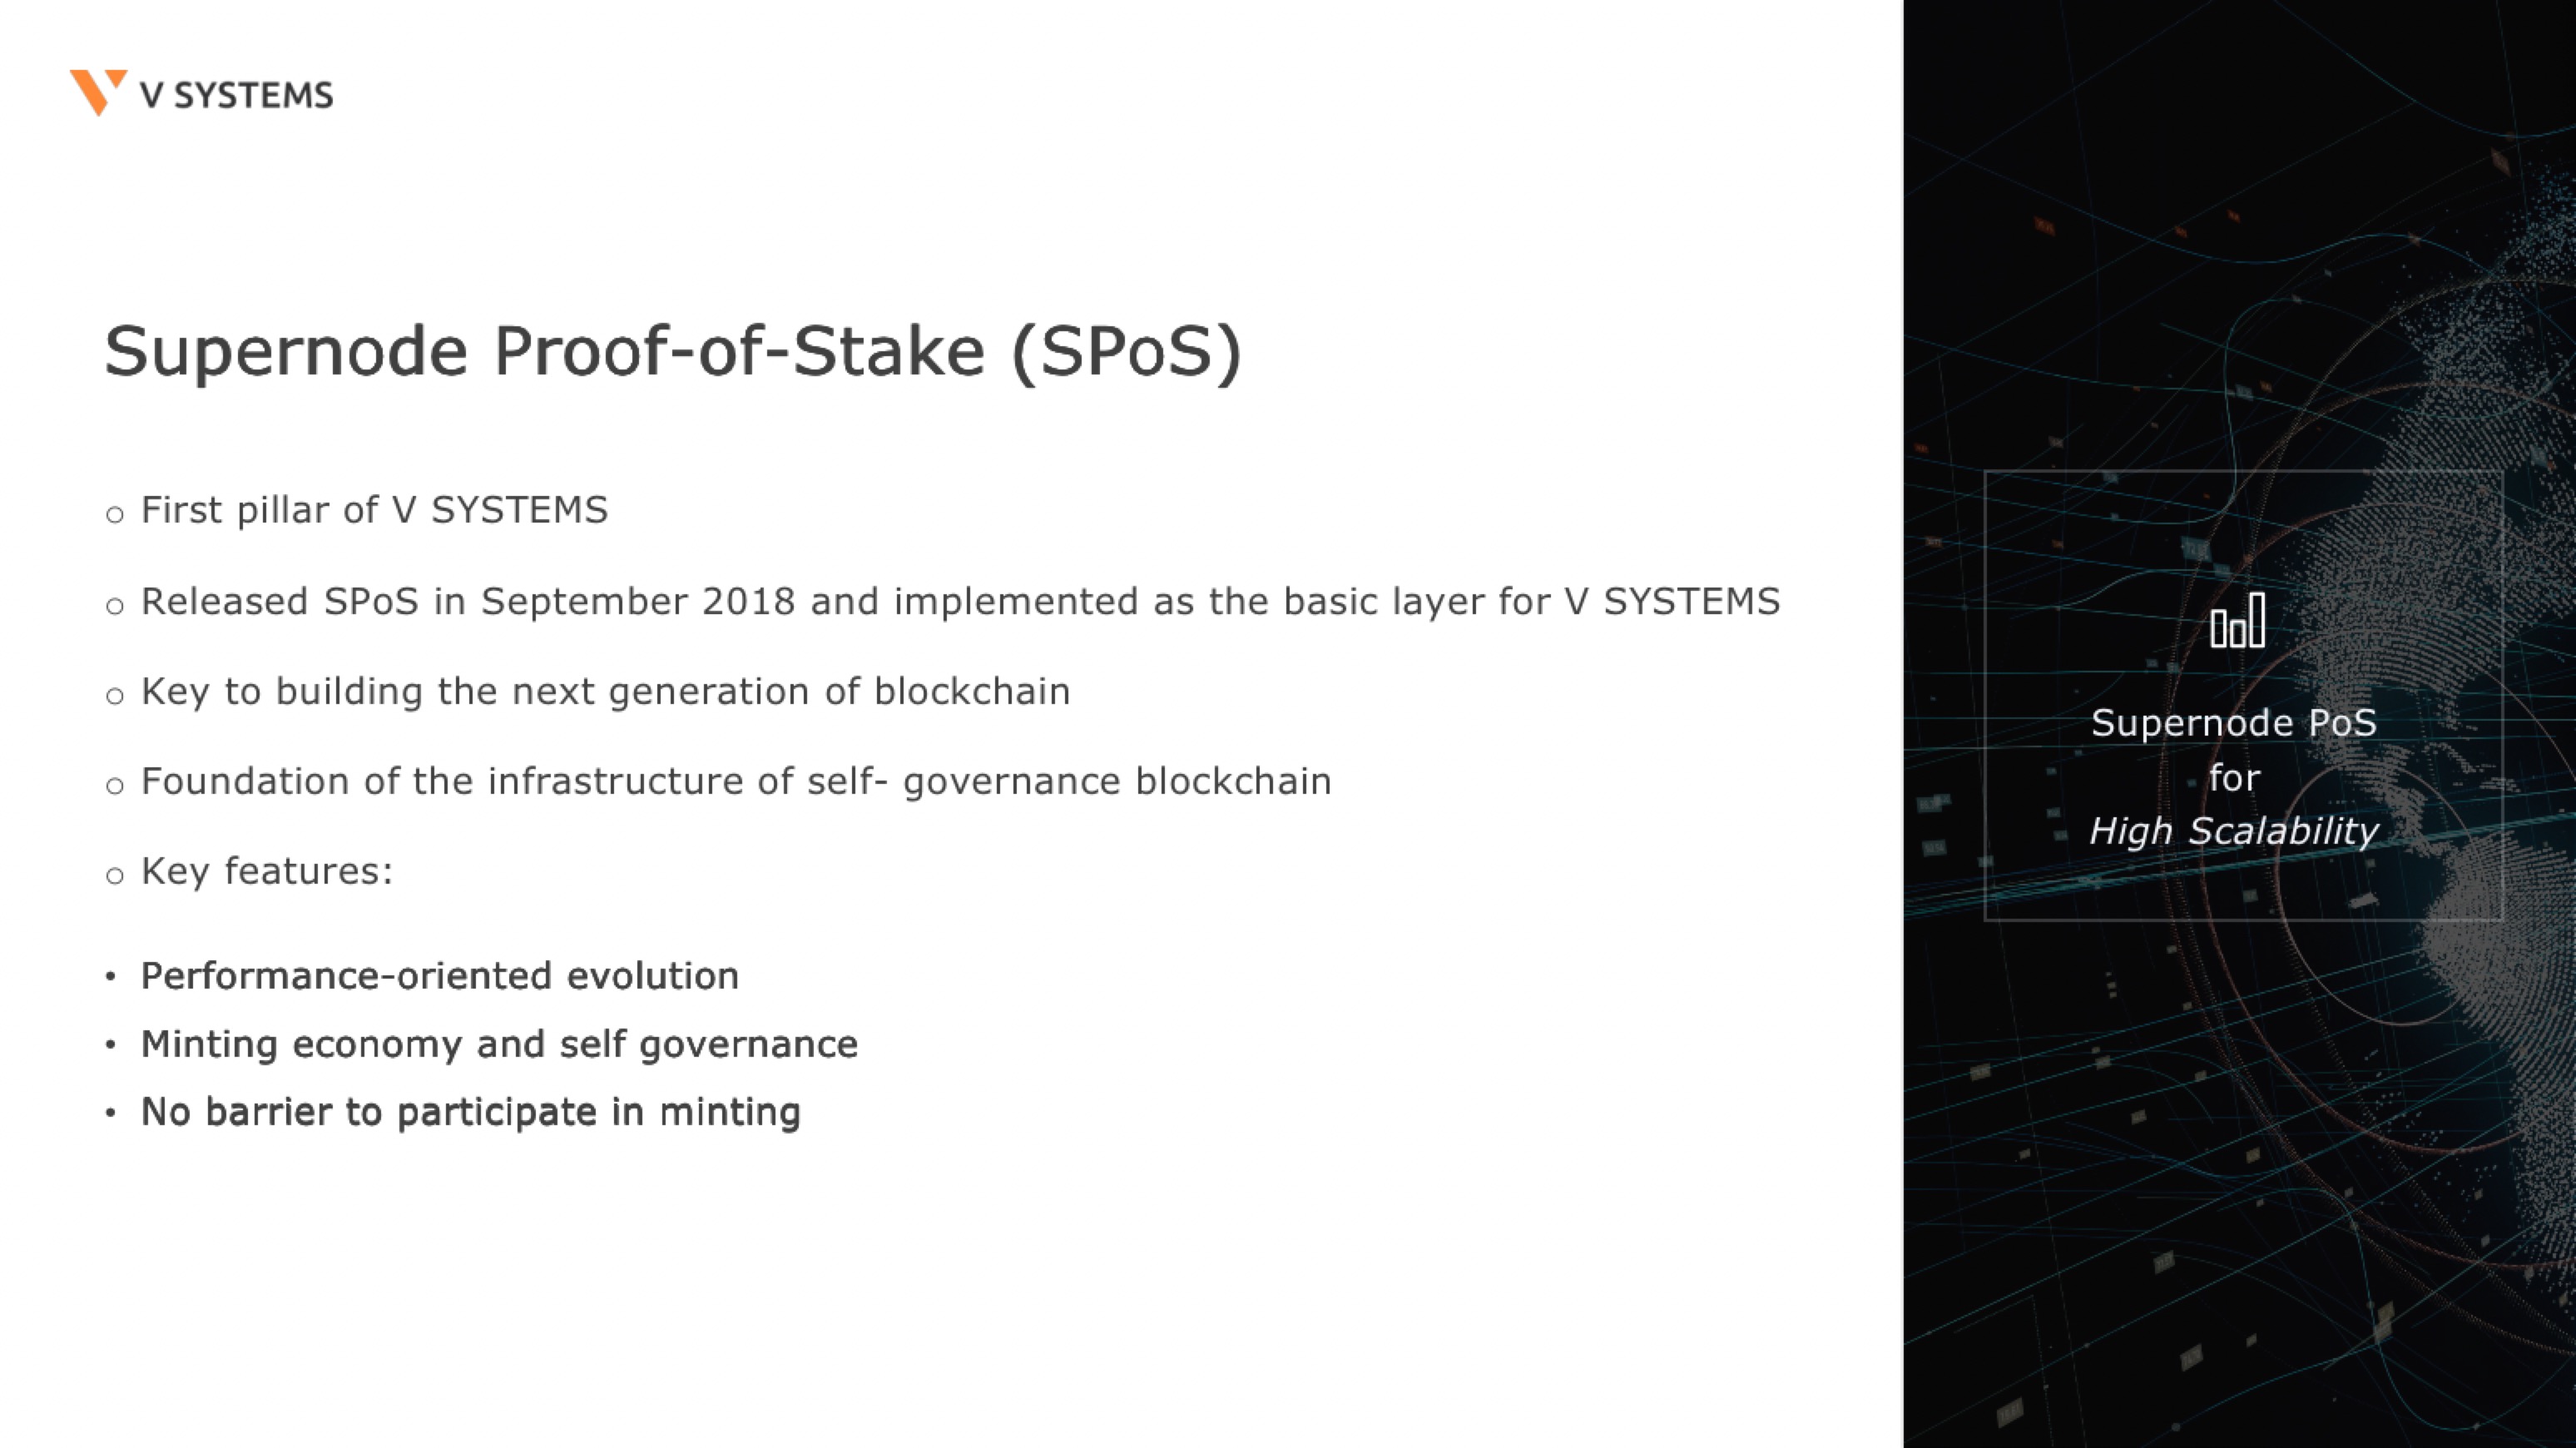 V SYSTEMS
Supernode Proof-of-Stake (SPoS)
○ First pillar of V SYSTEMS
○ Released SPoS in September 2018 and implemented as the basic layer for V SYSTEMS
○ Key to building the next generation of blockchain
○ Foundation of the infrastructure of self- governance blockchain
○ Key features:
• Performance-oriented evolution
• Minting economy and self governance
• No barrier to participate in minting
Supernode PoS
for
High Scalability